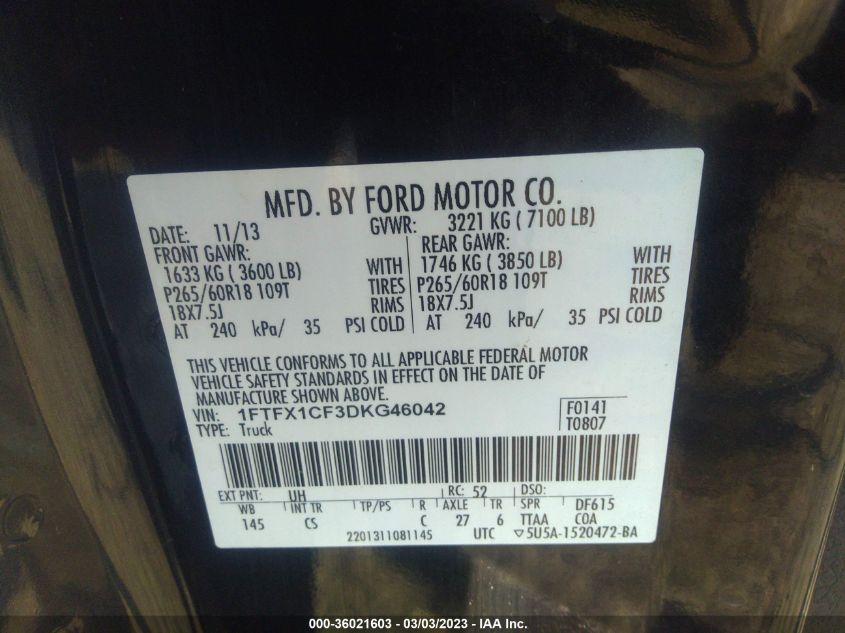 MFD. BY FORD MOTOR CO.
DATE: 11/13 GVWR: 3221 KG ( 7100 LB)
FRONT GAWR: REAR GAWR:
1633 KG ( 3600 LB) WITH 1746 KG ( 3850 LB) WITH
P265/60R18 109T TIRES P265/60R18 109T TIRES
18X7.5J RIMS 18X7.5J RIMS
AT 240 kPa/ 35 PSI COLD AT 240 kPa/ 35 PSI COLD
THIS VEHICLE CONFORMS TO ALL APPLICABLE FEDERAL MOTOR
VEHICLE SAFETY STANDARDS IN EFFECT ON THE DATE OF
MANUFACTURE SHOWN ABOVE.
VIN: 1FTFX1CF3DKG46042 F0141
TYPE: Truck T0807
EXT PNT: UH RC: 52 DSO:
WB INT TR TP/PS R AXLE TR SPR DF615
145 CS C 27 6 TTAA COA
2201311081145 UTC ▽5U5A-1520472-BA
000-36021603 - 03/03/2023 - IAA Inc.